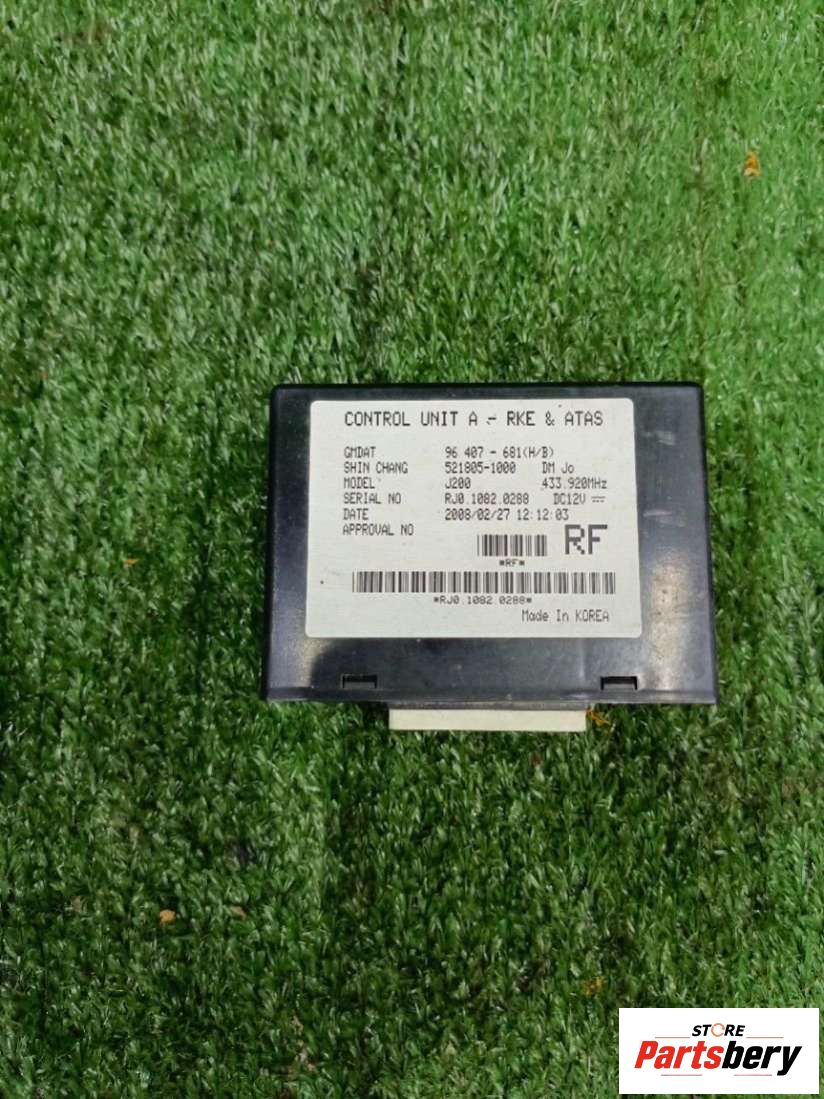 CONTROL UNIT A - RKE & ATAS
GMDAT 96 407 - 681(H/B)
SHIN CHANG 521805-1000 DM Jo
MODEL J200 433.920MHz
SERIAL NO RJ0.1082.0288 DC12V
DATE 2008/02/27 12:12:03
APPROVAL NO
RF
*RF*
*RJ0.1082.0288*
Made In KOREA
STORE
Partsbery